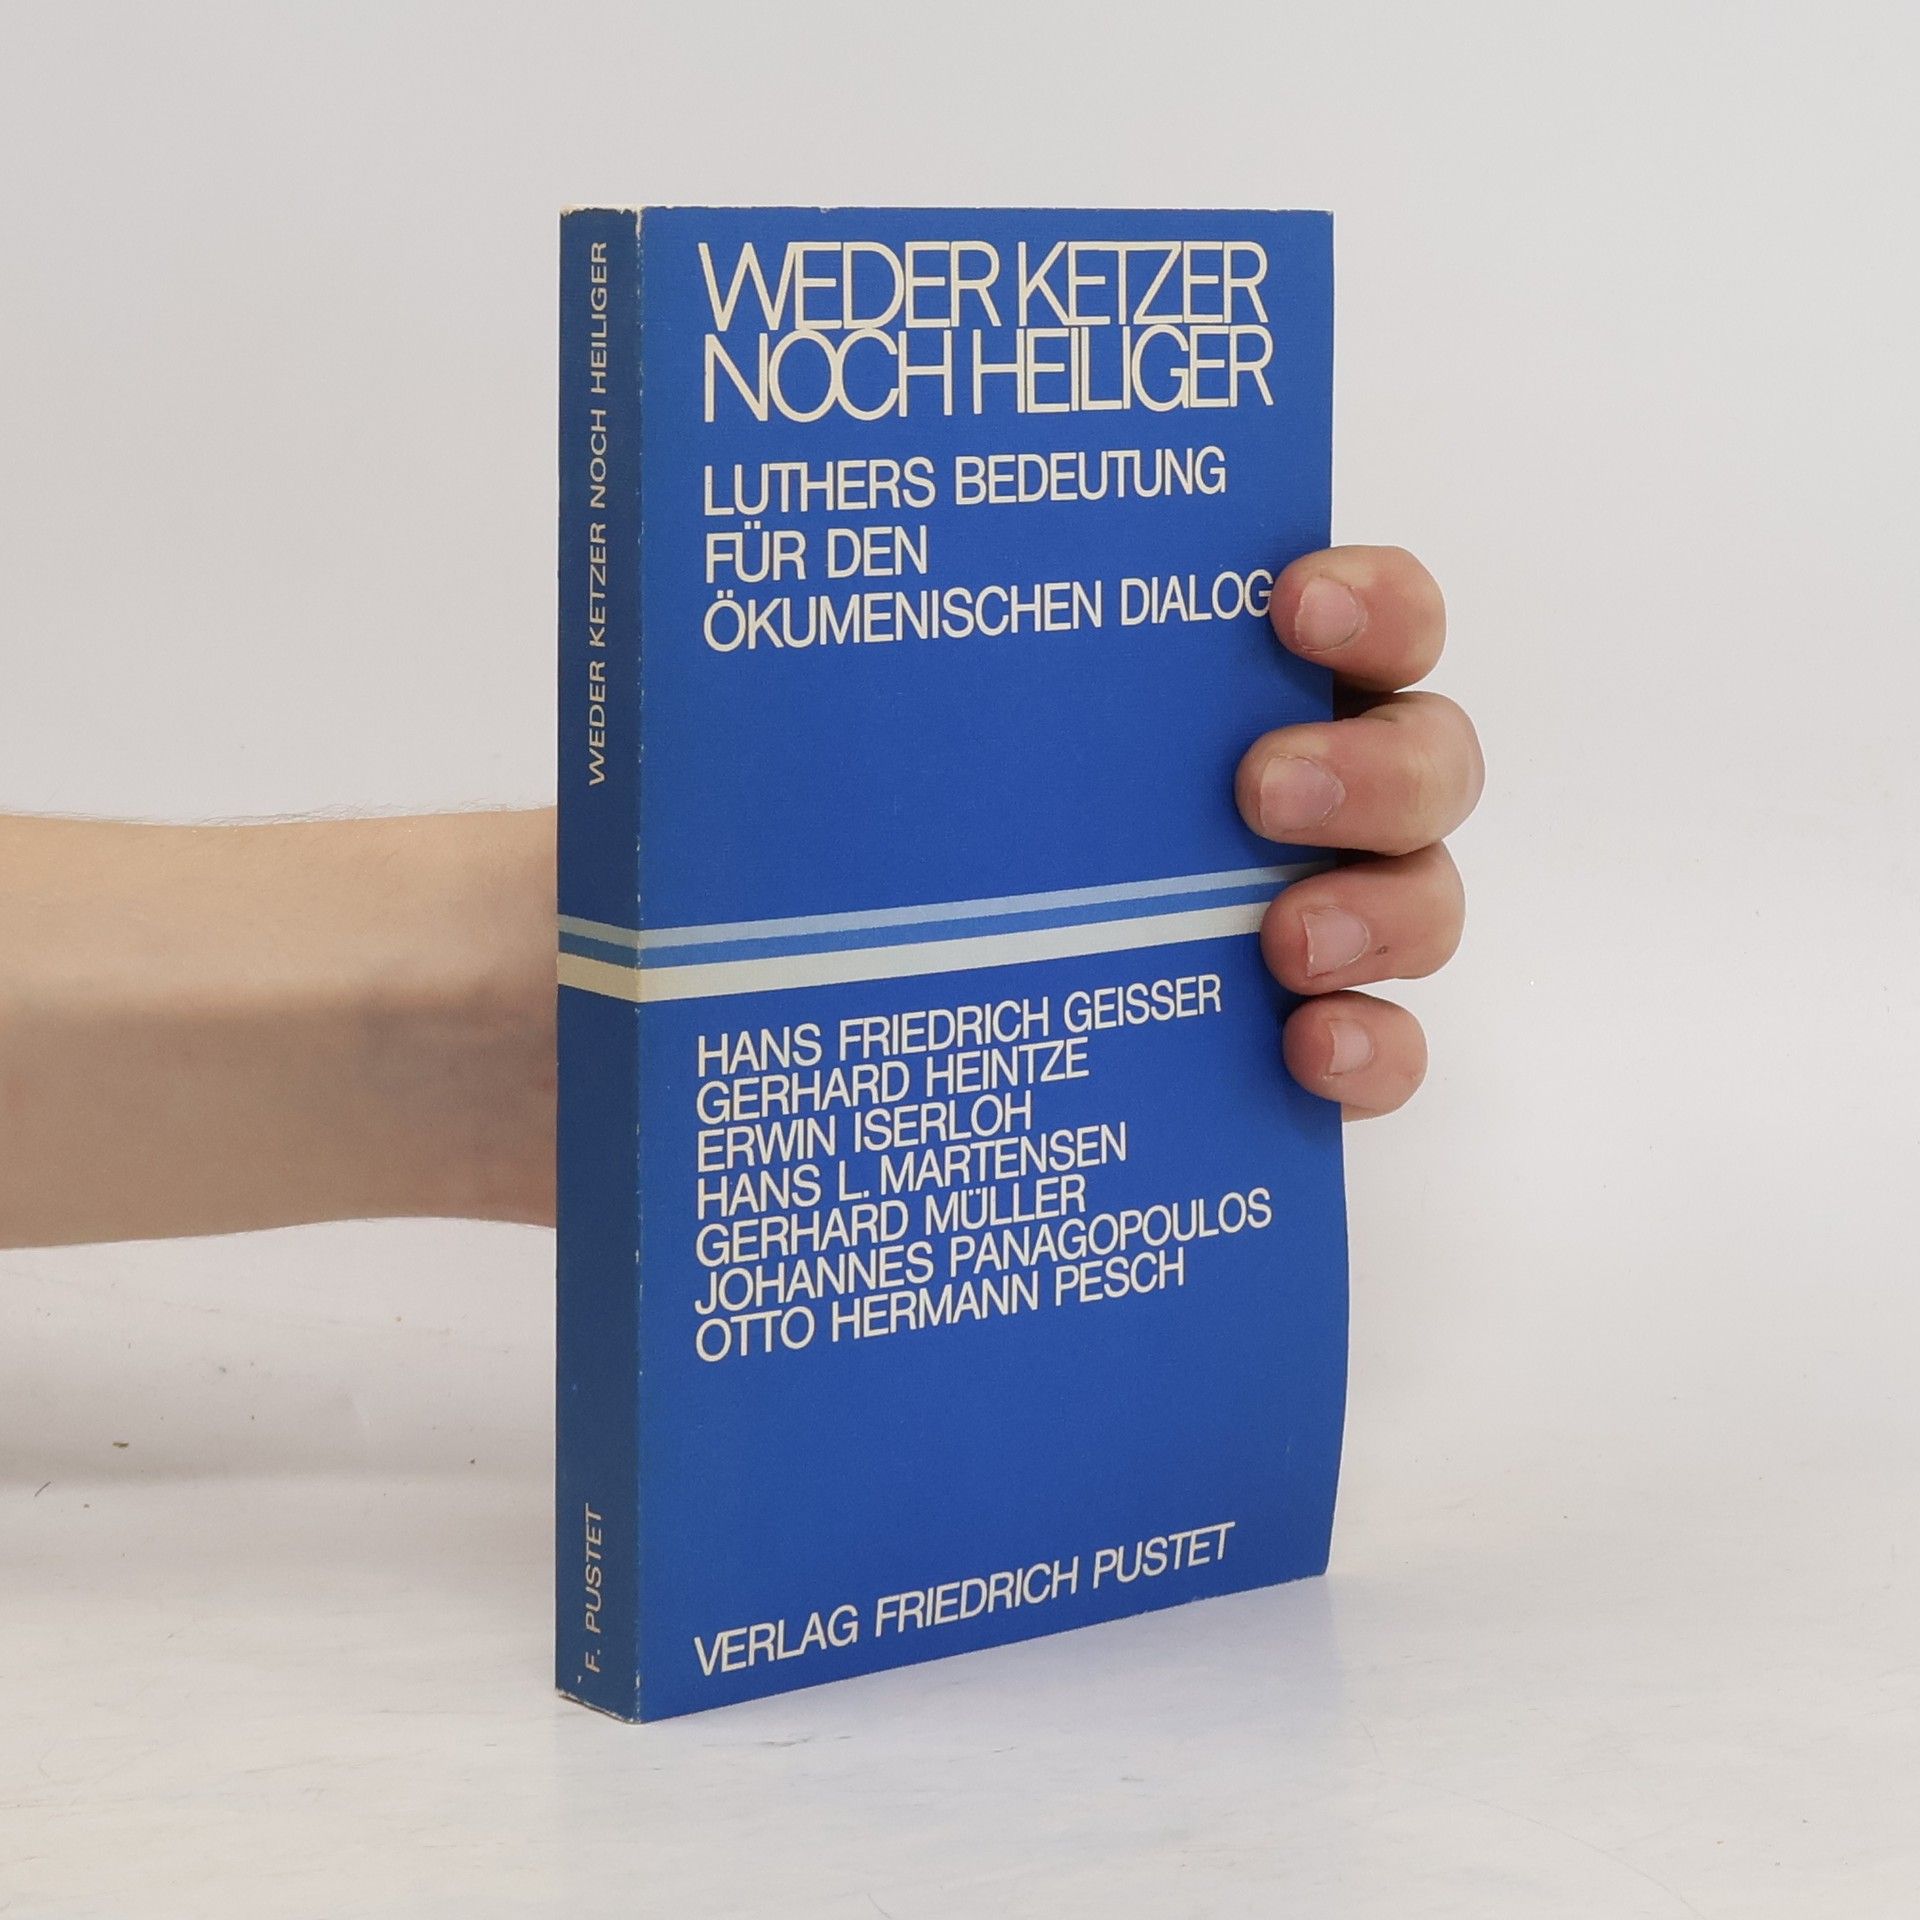 WEDER KETZER NOCH HEILIGER
F. PUSTET
WEDER KETZER
NOCH HEILIGER
LUTHERS BEDEUTUNG
FÜR DEN
ÖKUMENISCHEN DIALOG
HANS FRIEDRICH GEISSER
GERHARD HEINTZE
ERWIN ISERLOH
HANS L. MARTENSEN
GERHARD MÜLLER
JOHANNES PANAGOPOULOS
OTTO HERMANN PESCH
VERLAG FRIEDRICH PUSTET